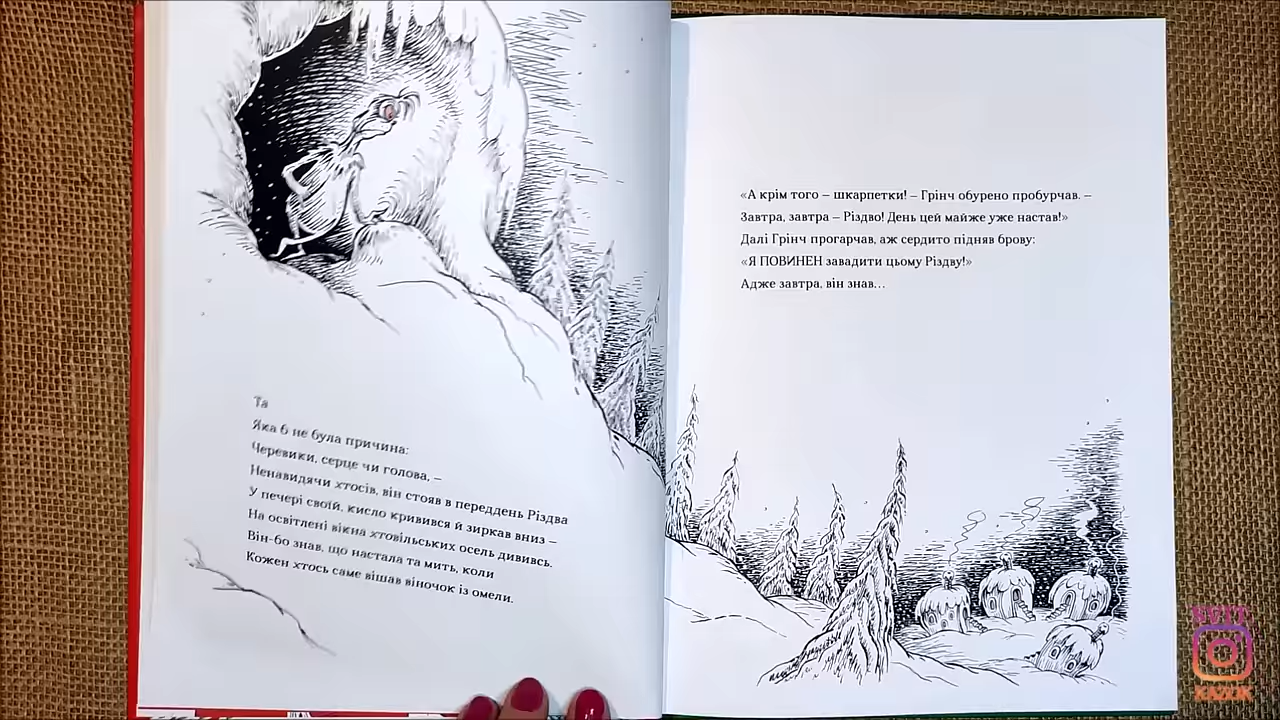 Та
Яка б не була причина:
Черевики, серце чи голова, –
Ненавидячи хтосів, він стояв в переддень Різдва
У печері своїй, кисло кривився й зиркав вниз –
На освітлені вікна хтовільських осель дививсь.
Він-бо знав, що настала та мить, коли
Кожен хтось саме вішав віночок із омели.
«А крім того – шкарпетки! – Грінч обурено пробурчав. –
Завтра, завтра – Різдво! День цей майже уже настав!»
Далі Грінч прогарчав, аж сердито підняв брову:
«Я ПОВИНЕН завадити цьому Різдву!»
Адже завтра, він знав...
SVIT
KAZOK